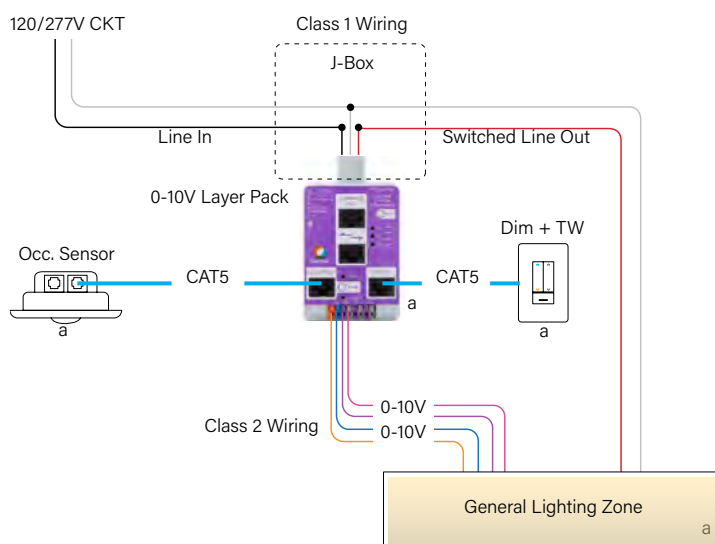 120/277V CKT
Class 1 Wiring
J-Box
Line In
Switched Line Out
0-10V Layer Pack
Dim + TW
Occ. Sensor
CAT5
CAT5
a
a
a
0-10V
Class 2 Wiring
0-10V
General Lighting Zone
a